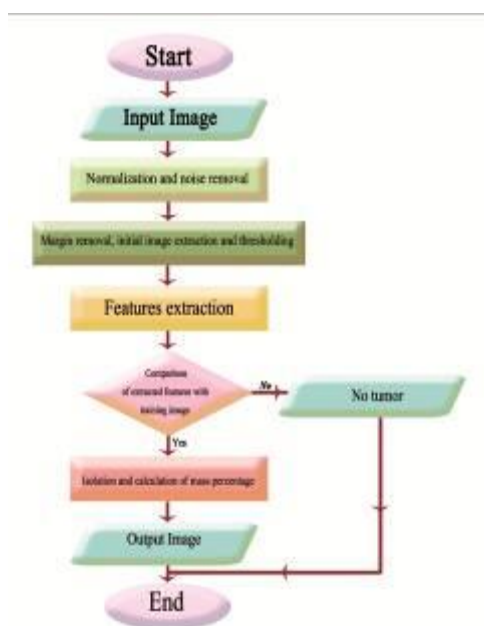 Start
Input Image
Normalization and noise removal
Margin removal, initial image extraction and thresholding
Features extraction
Comparison
of extracted features with
training image
No
No tumor
Yes
Isolation and calculation of mass percentage
Output Image
End